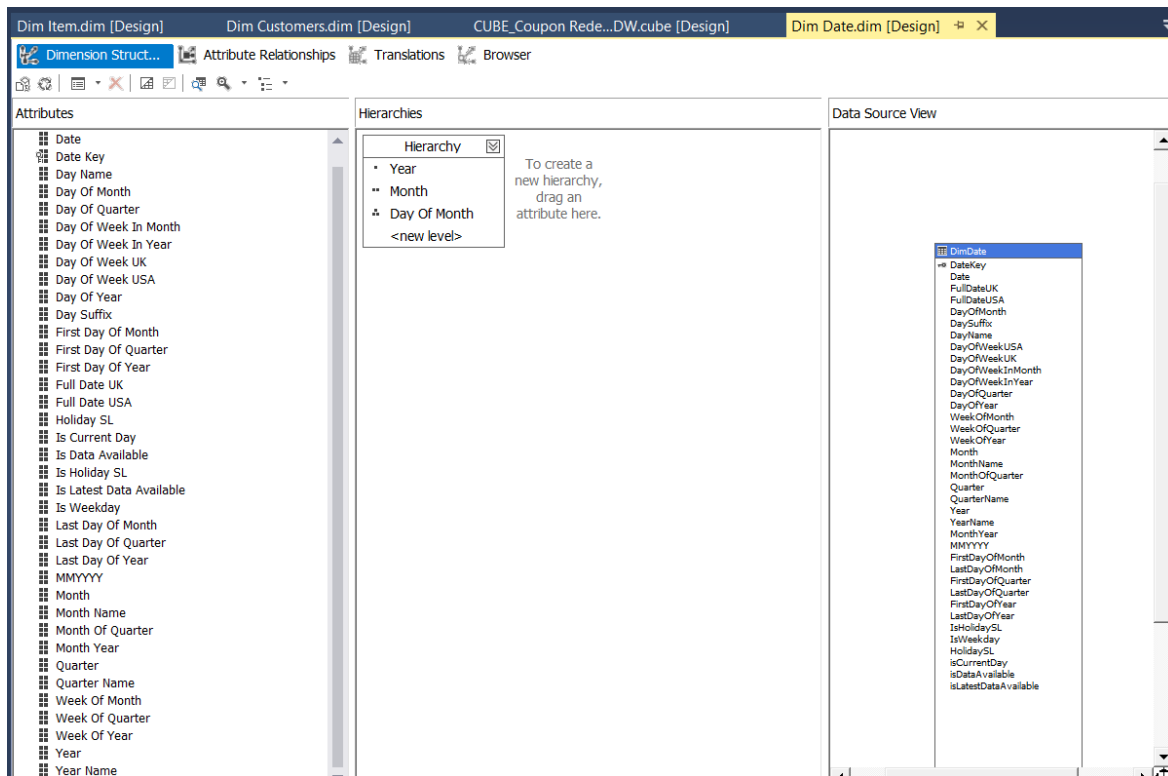 Dim Item.dim [Design] Dim Customers.dim [Design] CUBE_Coupon Rede...DW.cube [Design] Dim Date.dim [Design]
Dimension Struct... Attribute Relationships Translations Browser
Attributes
Date
Date Key
Day Name
Day Of Month
Day Of Quarter
Day Of Week In Month
Day Of Week In Year
Day Of Week UK
Day Of Week USA
Day Of Year
Day Suffix
First Day Of Month
First Day Of Quarter
First Day Of Year
Full Date UK
Full Date USA
Holiday SL
Is Current Day
Is Data Available
Is Holiday SL
Is Latest Data Available
Is Weekday
Last Day Of Month
Last Day Of Quarter
Last Day Of Year
MMYYYY
Month
Month Name
Month Of Quarter
Month Year
Quarter
Quarter Name
Week Of Month
Week Of Quarter
Week Of Year
Year
Year Name
Hierarchies
Hierarchy
Year
Month
Day Of Month
<new level>
To create a
new hierarchy,
drag an
attribute here.
Data Source View
DimDate
DateKey
Date
FullDateUK
FullDateUSA
DayOfMonth
DaySuffix
DayName
DayOfWeekUSA
DayOfWeekUK
DayOfWeekInMonth
DayOfWeekInYear
DayOfQuarter
DayOfYear
WeekOfMonth
WeekOfQuarter
WeekOfYear
Month
MonthName
MonthOfQuarter
Quarter
QuarterName
Year
YearName
MonthYear
MMYYYY
FirstDayOfMonth
LastDayOfMonth
FirstDayOfQuarter
LastDayOfQuarter
FirstDayOfYear
LastDayOfYear
IsHolidaySL
IsWeekday
HolidaySL
isCurrentDay
isDataAvailable
isLatestDataAvailable